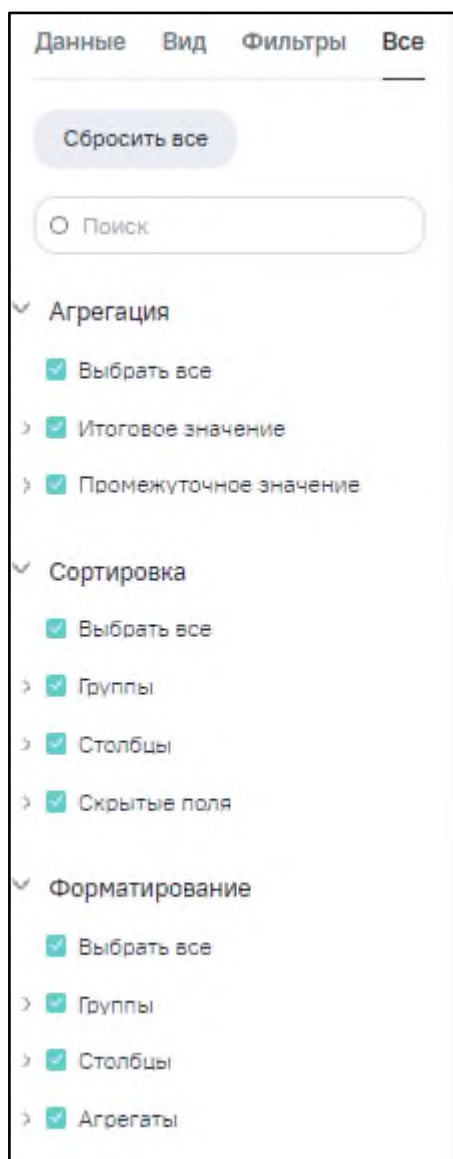 Данные Вид Фильтры Все
Сбросить все
Поиск
Агрегация
Выбрать все
Итоговое значение
Промежуточное значение
Сортировка
Выбрать все
Группы
Столбцы
Скрытые поля
Форматирование
Выбрать все
Группы
Столбцы
Агрегаты